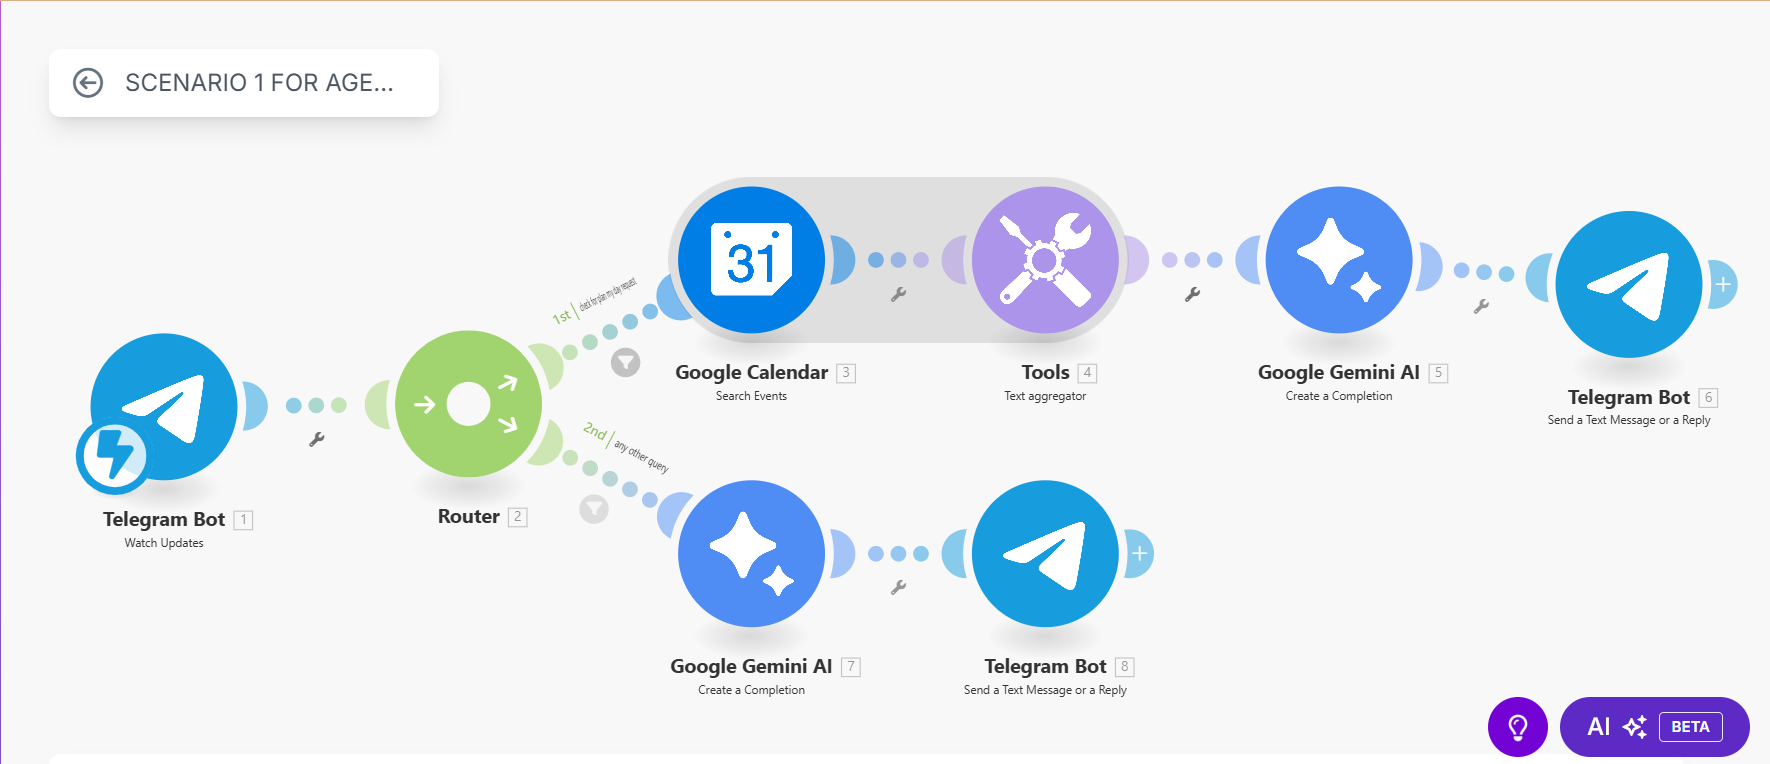 SCENARIO 1 FOR AGE...
1st | check for plan my day request
31
Google Calendar 3
Search Events
Tools 4
Text aggregator
Google Gemini AI 5
Create a Completion
Telegram Bot 6
Send a Text Message or a Reply
Telegram Bot 1
Watch Updates
Router 2
2nd | any other query
Google Gemini AI 7
Create a Completion
Telegram Bot 8
Send a Text Message or a Reply
AI BETA